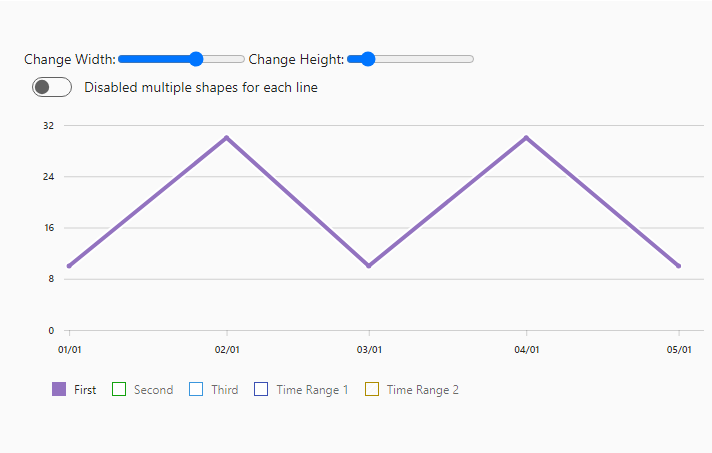 Change Width: Change Height:
Disabled multiple shapes for each line
32
24
16
8
0
01/01 02/01 03/01 04/01 05/01
First Second Third Time Range 1 Time Range 2